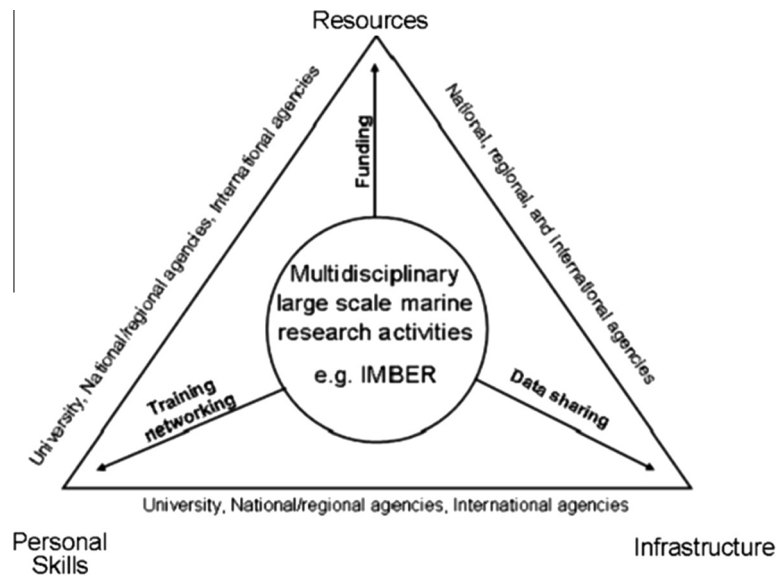 Resources
University, National/regional agencies, International agencies
National, regional, and international agencies
Funding
Multidisciplinary
large scale marine
research activities
e.g. IMBER
Training
networking
Data sharing
University, National/regional agencies, International agencies
Personal
Skills
Infrastructure